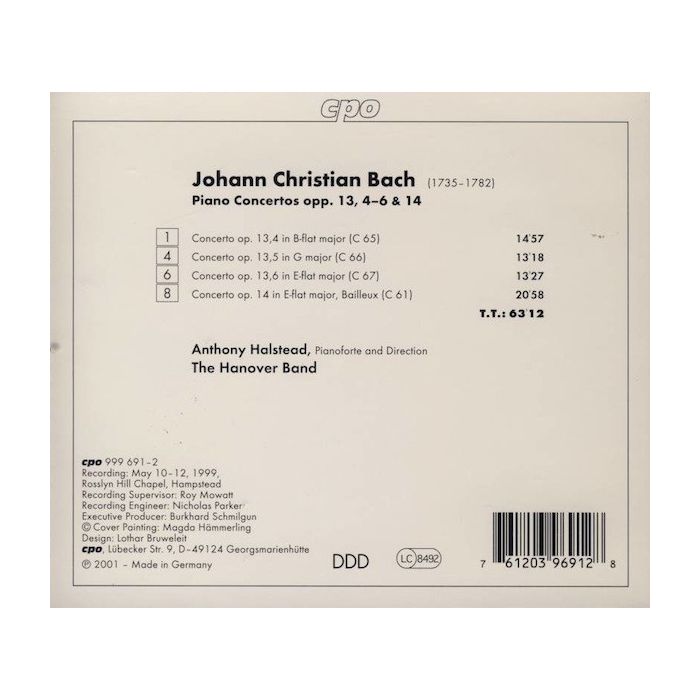 cpo
Johann Christian Bach (1735–1782)
Piano Concertos opp. 13, 4–6 & 14
1 Concerto op. 13,4 in B-flat major (C 65) 14'57
4 Concerto op. 13,5 in G major (C 66) 13'18
6 Concerto op. 13,6 in E-flat major (C 67) 13'27
8 Concerto op. 14 in E-flat major, Bailleux (C 61) 20'58
T.T.: 63'12
Anthony Halstead, Pianoforte and Direction
The Hanover Band
cpo 999 691–2
Recording: May 10–12, 1999,
Rosslyn Hill Chapel, Hampstead
Recording Supervisor: Roy Mowatt
Recording Engineer: Nicholas Parker
Executive Producer: Burkhard Schmilgun
© Cover Painting: Magda Hämmerling
Design: Lothar Bruweleit
cpo, Lübecker Str. 9, D–49124 Georgsmarienhütte
℗ 2001 – Made in Germany
DDD
LC 8492
7 61203 96912 8